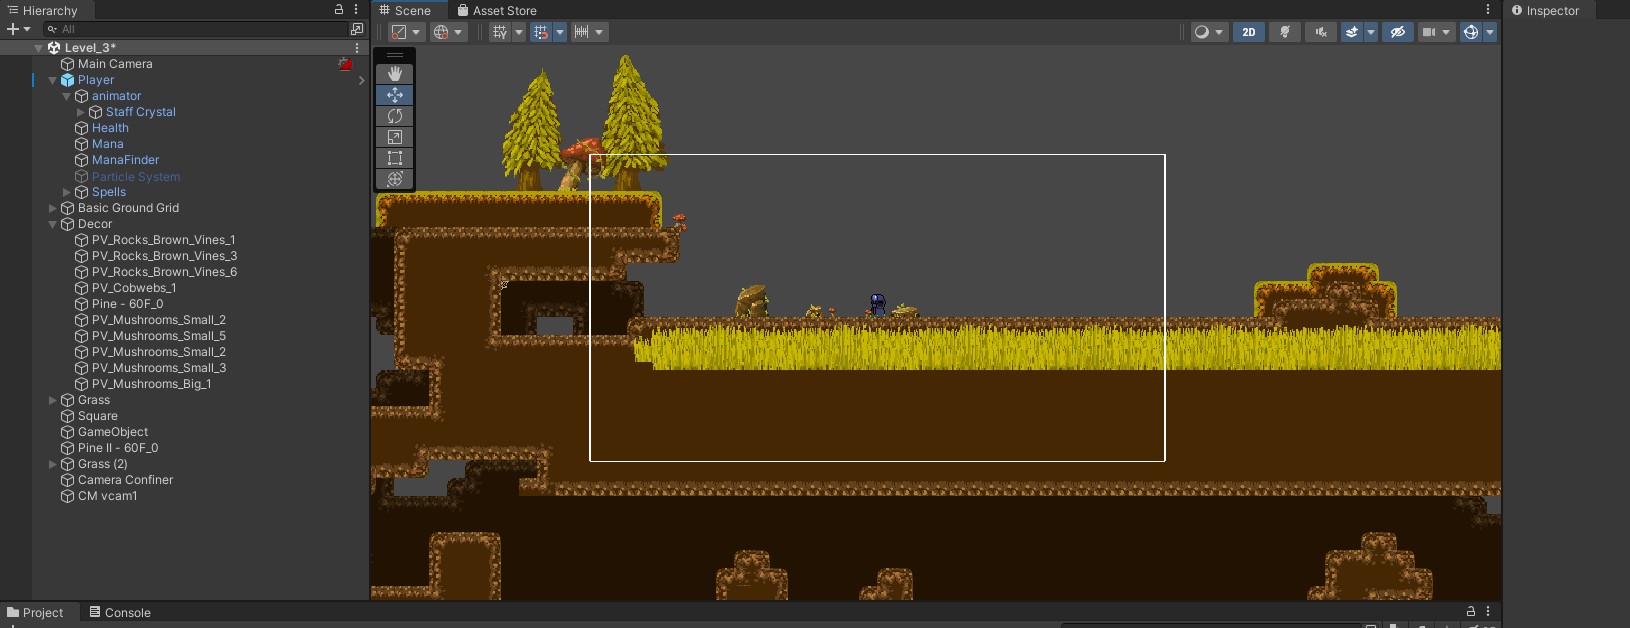 Hierarchy
All
Level_3*
Main Camera
Player
animator
Staff Crystal
Health
Mana
ManaFinder
Particle System
Spells
Basic Ground Grid
Decor
PV_Rocks_Brown_Vines_1
PV_Rocks_Brown_Vines_3
PV_Rocks_Brown_Vines_6
PV_Cobwebs_1
Pine - 60F_0
PV_Mushrooms_Small_2
PV_Mushrooms_Small_5
PV_Mushrooms_Small_2
PV_Mushrooms_Small_3
PV_Mushrooms_Big_1
Grass
Square
GameObject
Pine II - 60F_0
Grass (2)
Camera Confiner
CM vcam1
Scene Asset Store
2D
Inspector
Project Console